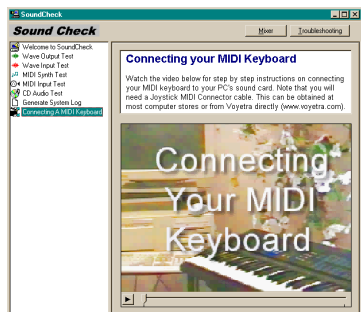 SoundCheck
Sound Check
Mixer
Troubleshooting
Welcome to SoundCheck
Wave Output Test
Wave Input Test
MIDI Synth Test
MIDI Input Test
CD Audio Test
Generate System Log
Connecting A MIDI Keyboard
Connecting your MIDI Keyboard
Watch the video below for step by step instructions on connecting
your MIDI keyboard to your PC's sound card. Note that you will
need a Joystick MIDI Connector cable. This can be obtained at
most computer stores or from Voyetra directly (www.voyetra.com).
Connecting
Your MIDI
Keyboard